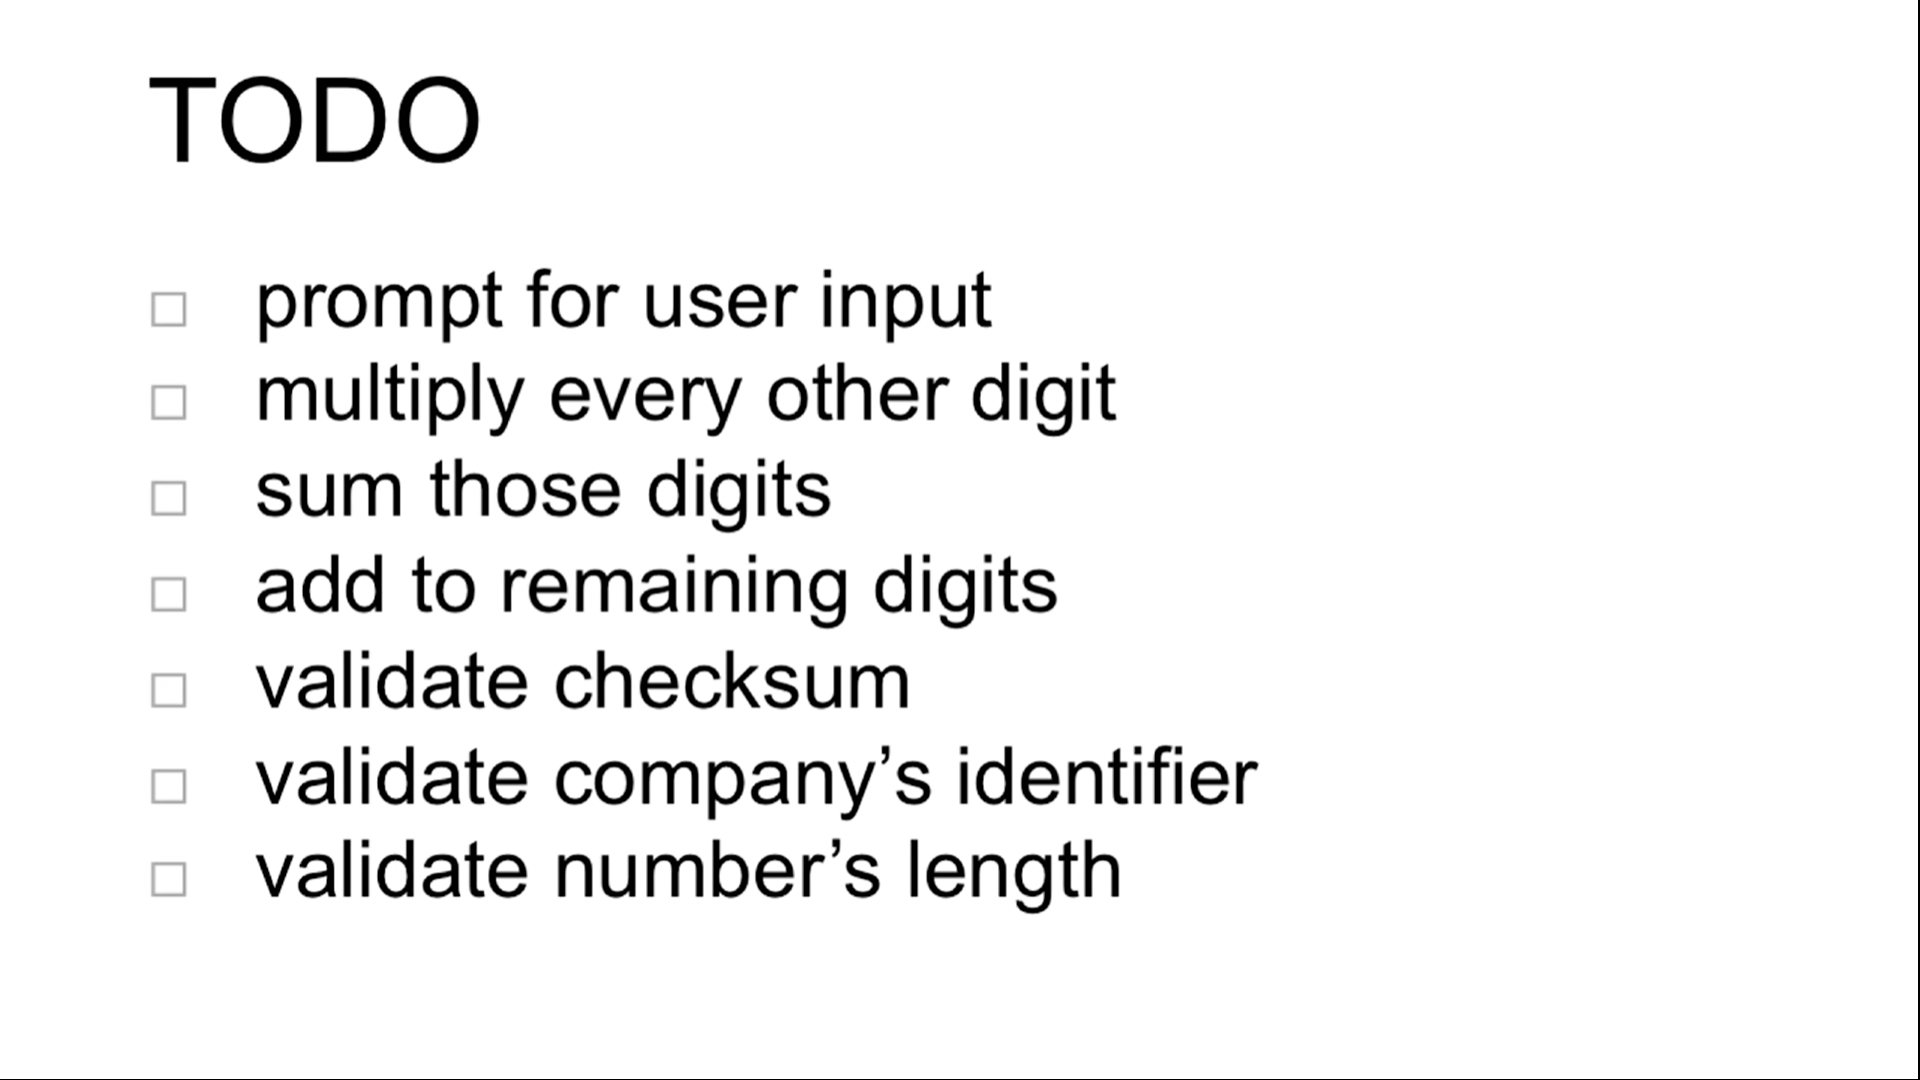 TODO
prompt for user input
multiply every other digit
sum those digits
add to remaining digits
validate checksum
validate company’s identifier
validate number’s length